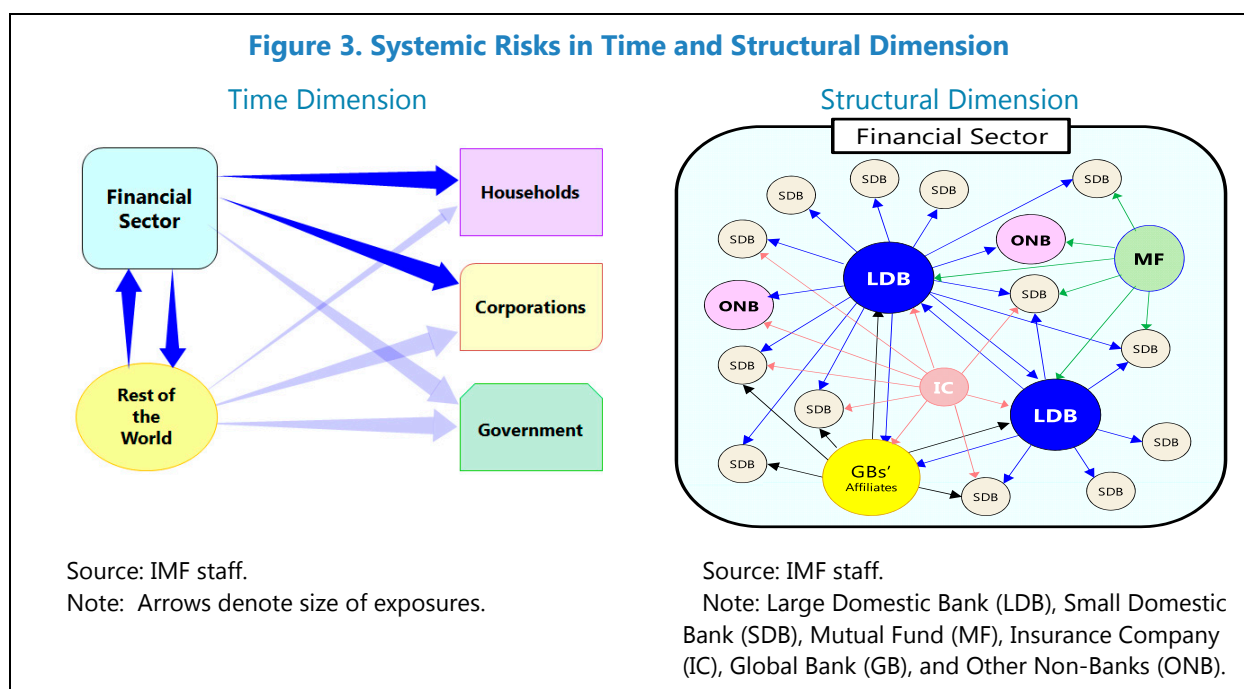 Figure 3. Systemic Risks in Time and Structural Dimension
Time Dimension
Financial
Sector
Households
Corporations
Rest of
the
World
Government
Source: IMF staff.
Note:  Arrows denote size of exposures.
Structural Dimension
Financial Sector
SDB
SDB
SDB
SDB
SDB
ONB
MF
LDB
SDB
ONB
SDB
SDB
IC
SDB
LDB
SDB
SDB
GBs'
Affiliates
SDB
SDB
Source: IMF staff.
Note: Large Domestic Bank (LDB), Small Domestic
Bank (SDB), Mutual Fund (MF), Insurance Company
(IC), Global Bank (GB), and Other Non-Banks (ONB).